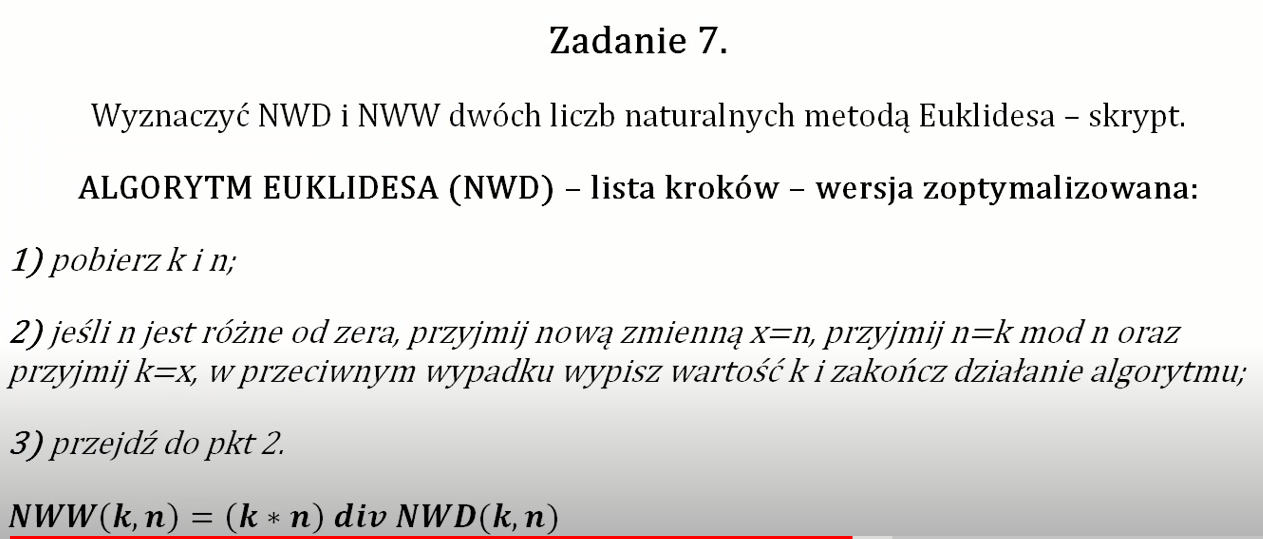 Zadanie 7.
Wyznaczyć NWD i NWW dwóch liczb naturalnych metodą Euklidesa – skrypt.
ALGORYTM EUKLIDESA (NWD) – lista kroków – wersja zoptymalizowana:
1) pobierz k i n;
2) jeśli n jest różne od zera, przyjmij nową zmienną x=n, przyjmij n=k mod n oraz
przyjmij k=x, w przeciwnym wypadku wypisz wartość k i zakończ działanie algorytmu;
3) przejdź do pkt 2.
NWW(k, n) = (k * n) div NWD(k, n)